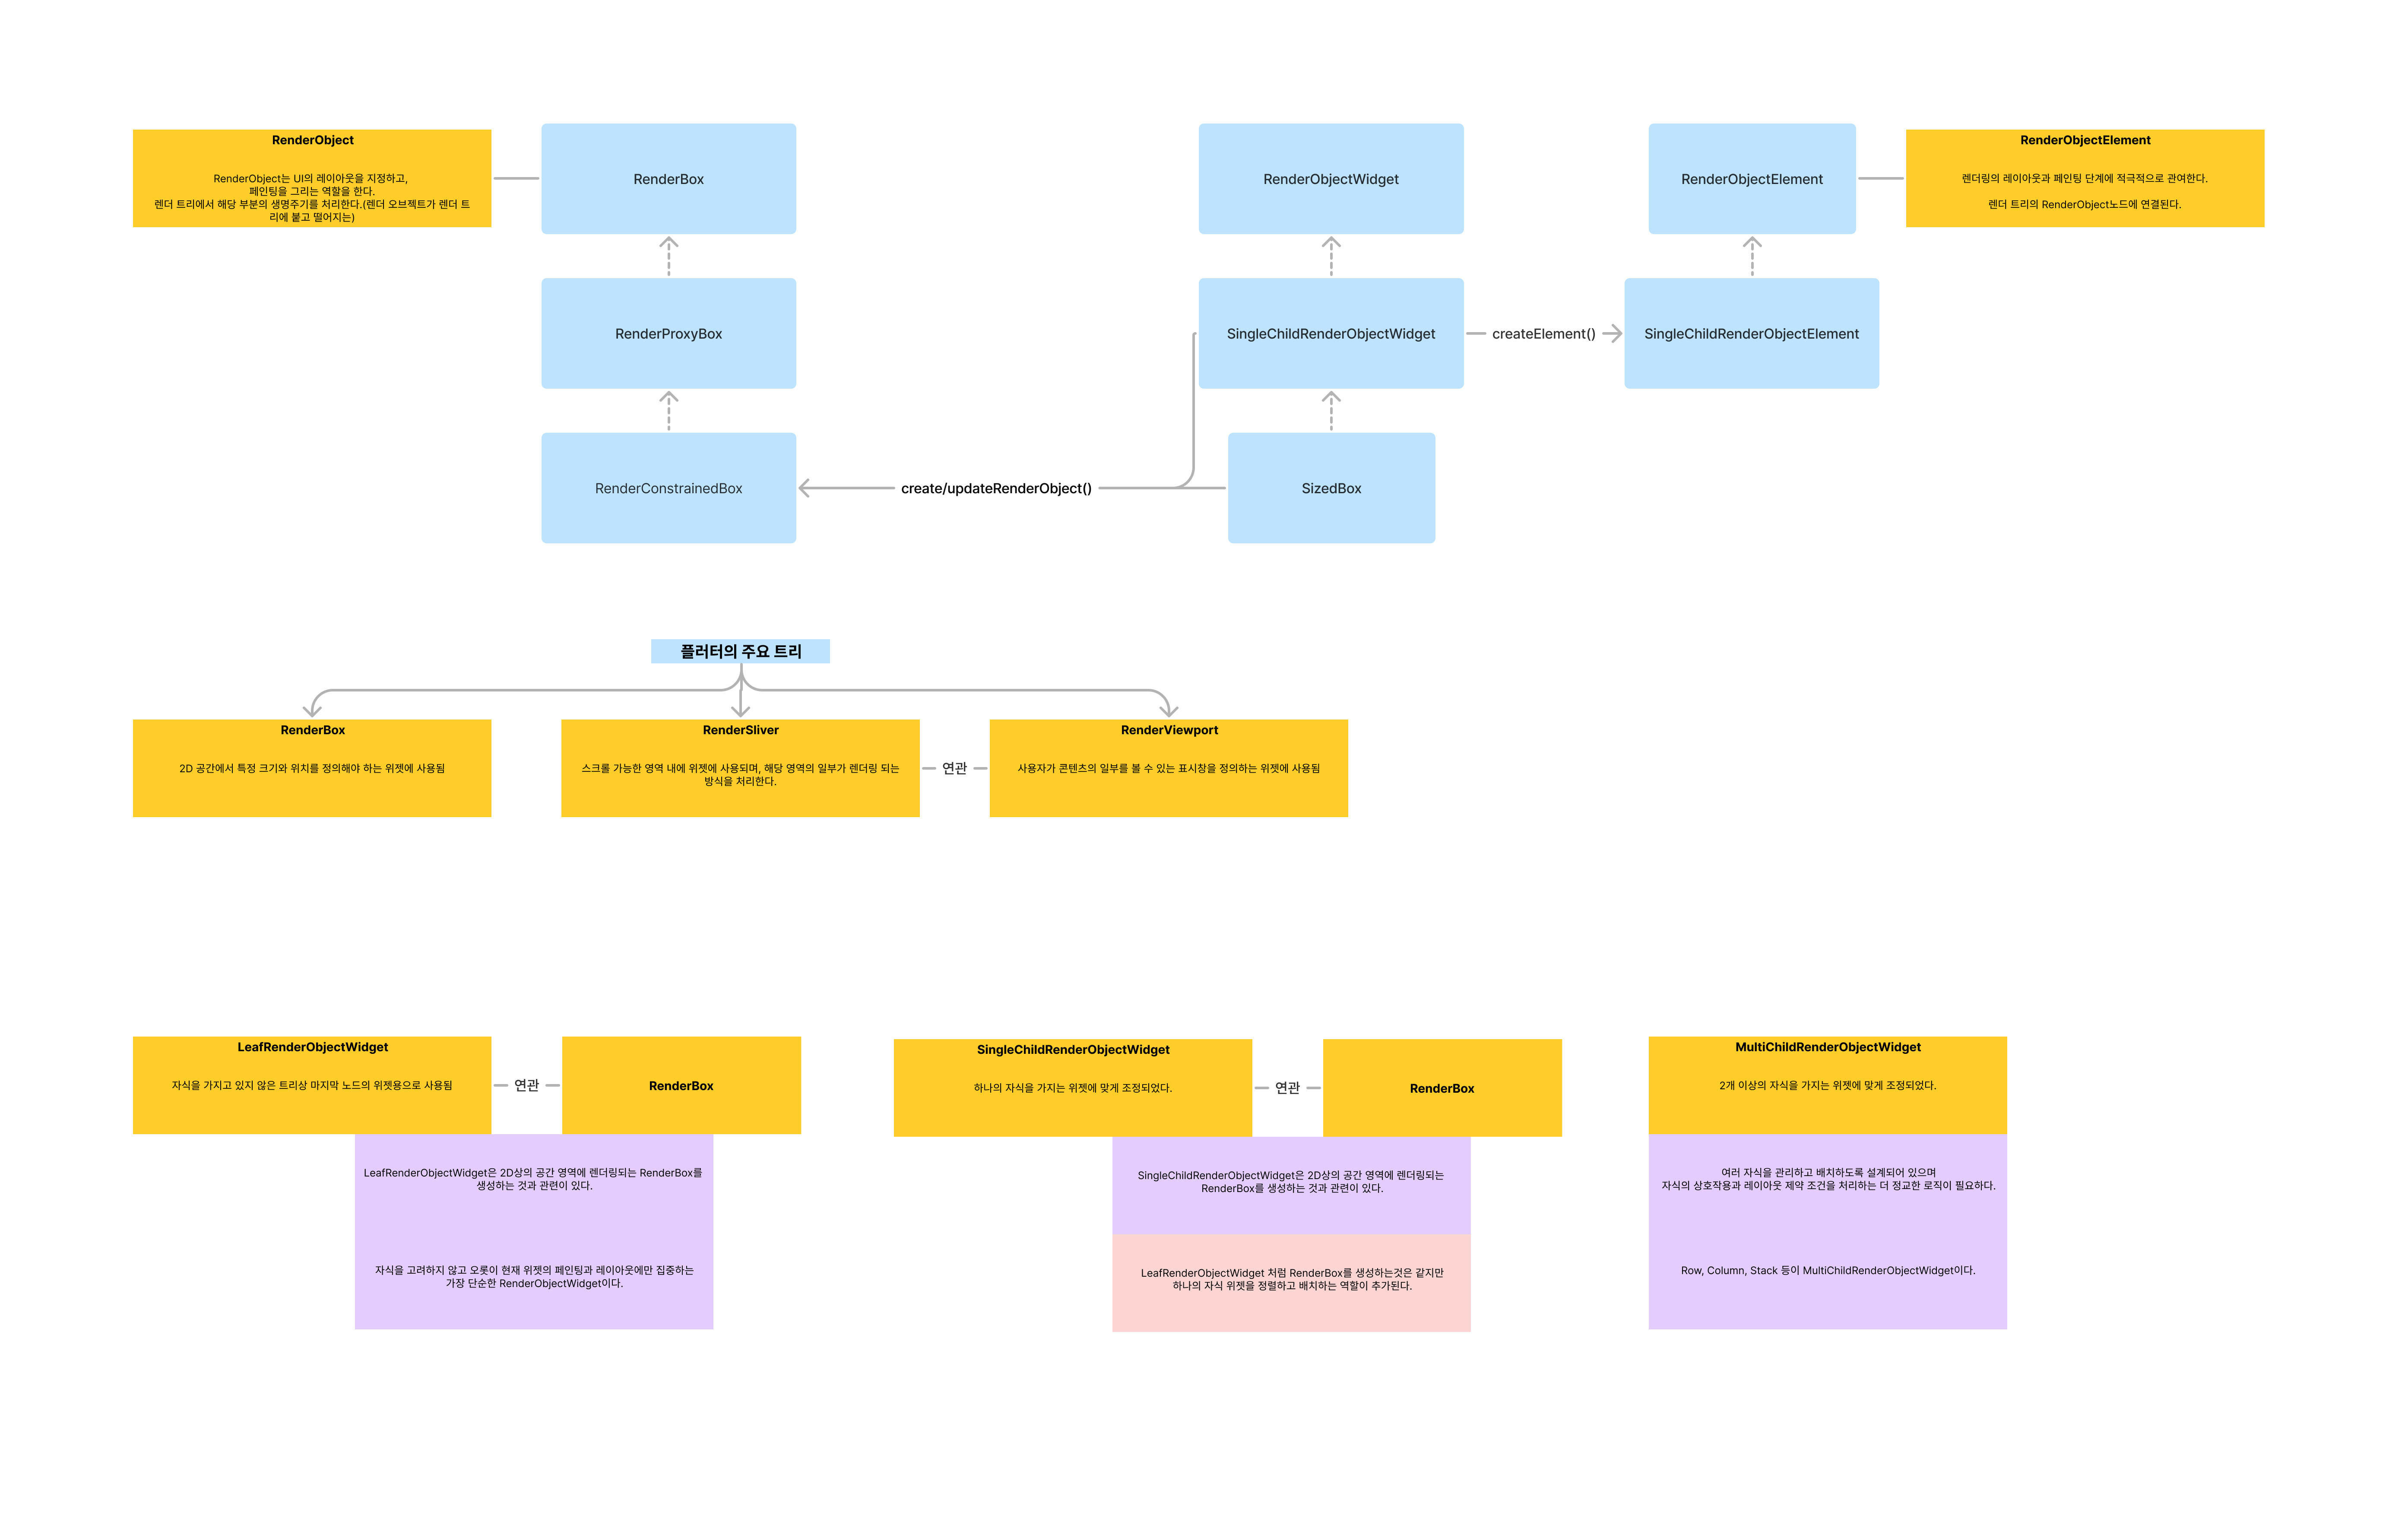 RenderObject
RenderObject는 UI의 레이아웃을 지정하고,
페인팅을 그리는 역할을 한다.
렌더 트리에서 해당 부분의 생명주기를 처리한다.(렌더 오브젝트가 렌더 트
리에 붙고 떨어지는)
RenderBox
RenderObjectWidget
RenderObjectElement
RenderObjectElement
렌더링의 레이아웃과 페인팅 단계에 적극적으로 관여한다.
렌더 트리의 RenderObject노드에 연결된다.
RenderProxyBox
SingleChildRenderObjectWidget
createElement()
SingleChildRenderObjectElement
RenderConstrainedBox
create/updateRenderObject()
SizedBox
플러터의 주요 트리
RenderBox
2D 공간에서 특정 크기와 위치를 정의해야 하는 위젯에 사용됨
RenderSliver
스크롤 가능한 영역 내에 위젯에 사용되며, 해당 영역의 일부가 렌더링 되는
방식을 처리한다.
연관
RenderViewport
사용자가 콘텐츠의 일부를 볼 수 있는 표시창을 정의하는 위젯에 사용됨
LeafRenderObjectWidget
자식을 가지고 있지 않은 트리상 마지막 노드의 위젯용으로 사용됨
연관
RenderBox
LeafRenderObjectWidget은 2D상의 공간 영역에 렌더링되는 RenderBox를
생성하는 것과 관련이 있다.
자식을 고려하지 않고 오롯이 현재 위젯의 페인팅과 레이아웃에만 집중하는
가장 단순한 RenderObjectWidget이다.
SingleChildRenderObjectWidget
하나의 자식을 가지는 위젯에 맞게 조정되었다.
연관
RenderBox
SingleChildRenderObjectWidget은 2D상의 공간 영역에 렌더링되는
RenderBox를 생성하는 것과 관련이 있다.
LeafRenderObjectWidget 처럼 RenderBox를 생성하는것은 같지만
하나의 자식 위젯을 정렬하고 배치하는 역할이 추가된다.
MultiChildRenderObjectWidget
2개 이상의 자식을 가지는 위젯에 맞게 조정되었다.
여러 자식을 관리하고 배치하도록 설계되어 있으며
자식의 상호작용과 레이아웃 제약 조건을 처리하는 더 정교한 로직이 필요하다.
Row, Column, Stack 등이 MultiChildRenderObjectWidget이다.